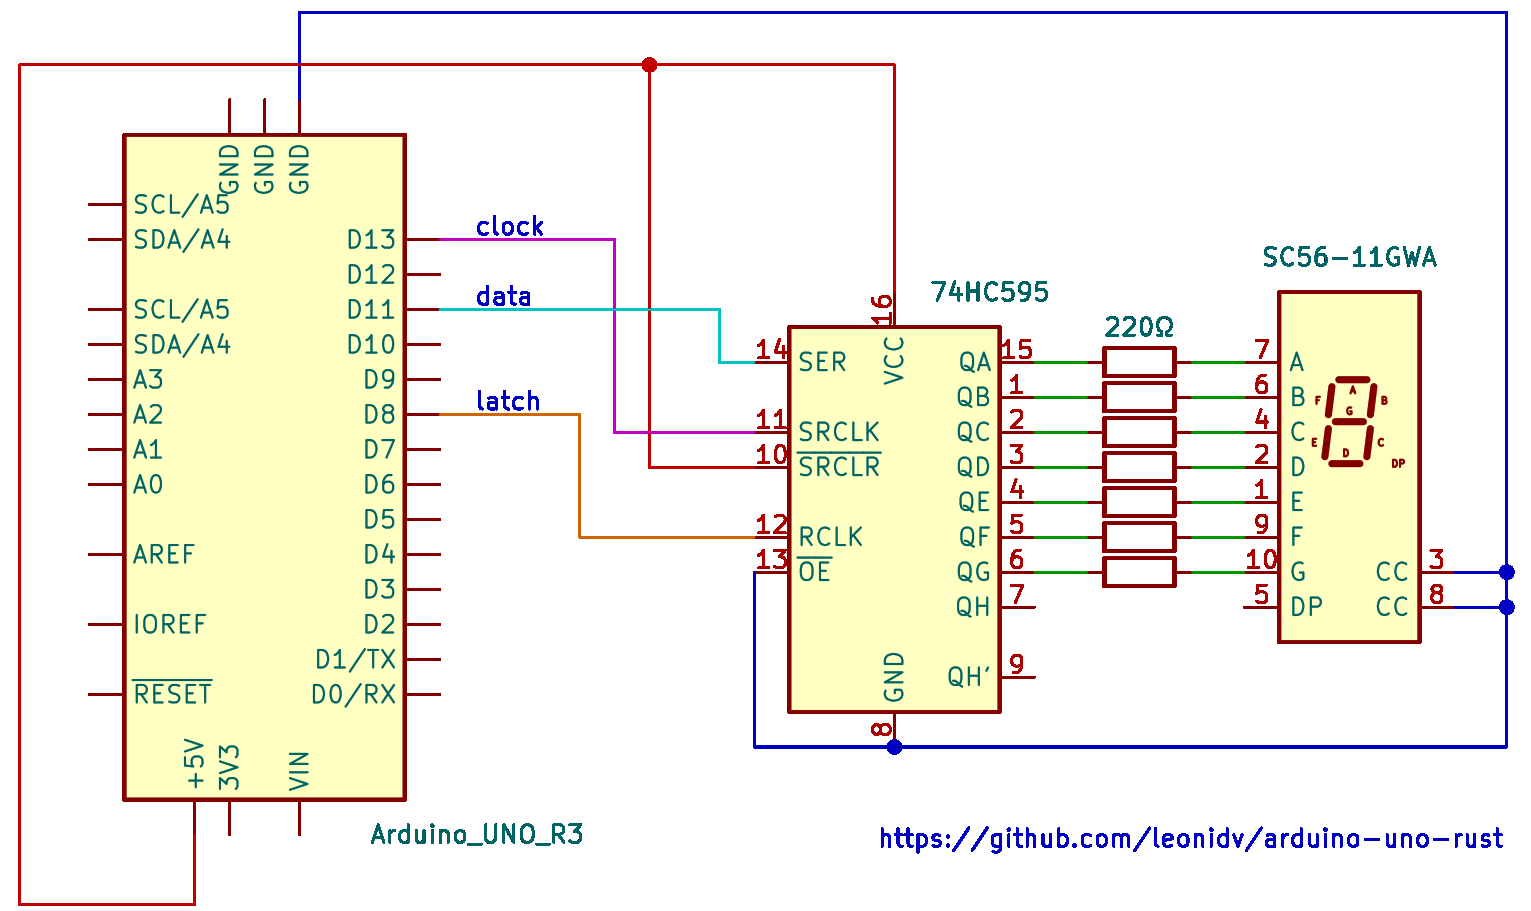 GND
GND
GND
SCL/A5
SDA/A4
SCL/A5
SDA/A4
A3
A2
A1
A0
AREF
IOREF
RESET
D13
D12
D11
D10
D9
D8
D7
D6
D5
D4
D3
D2
D1/TX
D0/RX
+5V
3V3
VIN
Arduino_UNO_R3
clock
data
latch
74HC595
16
VCC
14 SER
11 SRCLK
10 SRCLR
12 RCLK
13 OE
QA 15
QB 1
QC 2
QD 3
QE 4
QF 5
QG 6
QH 7
QH' 9
GND
8
220Ω
SC56-11GWA
7 A
6 B
4 C
2 D
1 E
9 F
10 G
5 DP
A
F
B
G
E
C
D
DP
CC 3
CC 8
https://github.com/leonidv/arduino-uno-rust